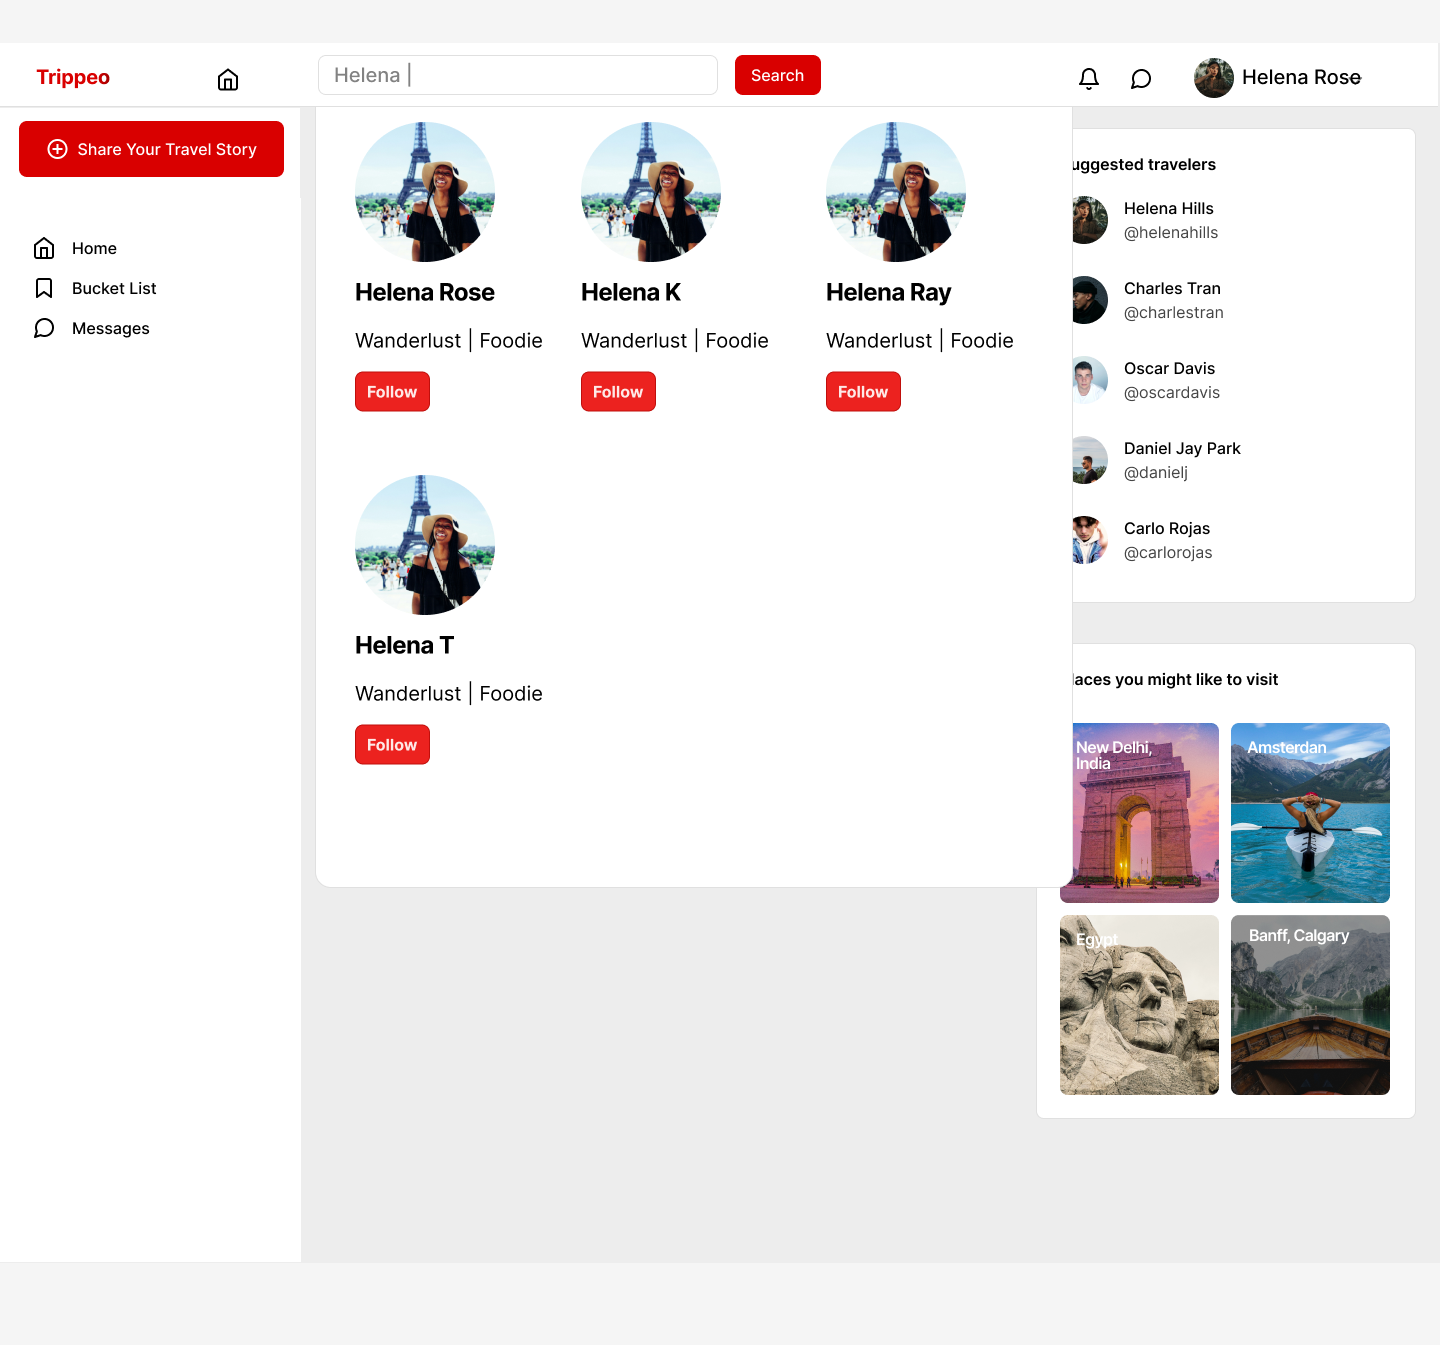 Trippeo
Helena |
Search
Helena Rose
Share Your Travel Story
Home
Bucket List
Messages
Helena Rose
Wanderlust | Foodie
Follow
Helena K
Wanderlust | Foodie
Follow
Helena Ray
Wanderlust | Foodie
Follow
Helena T
Wanderlust | Foodie
Follow
uggested travelers
Helena Hills
@helenahills
Charles Tran
@charlestran
Oscar Davis
@oscardavis
Daniel Jay Park
@danielj
Carlo Rojas
@carlorojas
laces you might like to visit
New Delhi,
India
Amsterdan
Egypt
Banff, Calgary